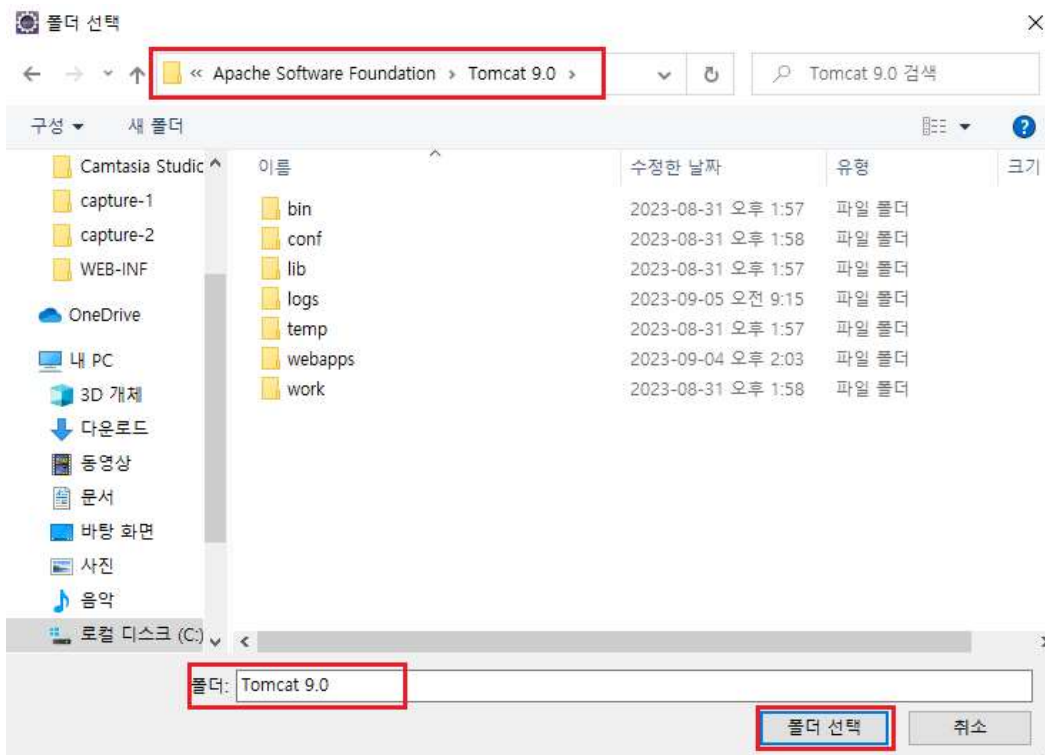 폴더 선택
« Apache Software Foundation › Tomcat 9.0 ›
Tomcat 9.0 검색
구성
새 폴더
Camtasia Studic
capture-1
capture-2
WEB-INF
OneDrive
내 PC
3D 개체
다운로드
동영상
문서
바탕 화면
사진
음악
로컬 디스크 (C:)
이름 수정한 날짜 유형 크기
bin 2023-08-31 오후 1:57 파일 폴더
conf 2023-08-31 오후 1:58 파일 폴더
lib 2023-08-31 오후 1:57 파일 폴더
logs 2023-09-05 오전 9:15 파일 폴더
temp 2023-08-31 오후 1:57 파일 폴더
webapps 2023-09-04 오후 2:03 파일 폴더
work 2023-08-31 오후 1:58 파일 폴더
폴더: Tomcat 9.0
폴더 선택 취소